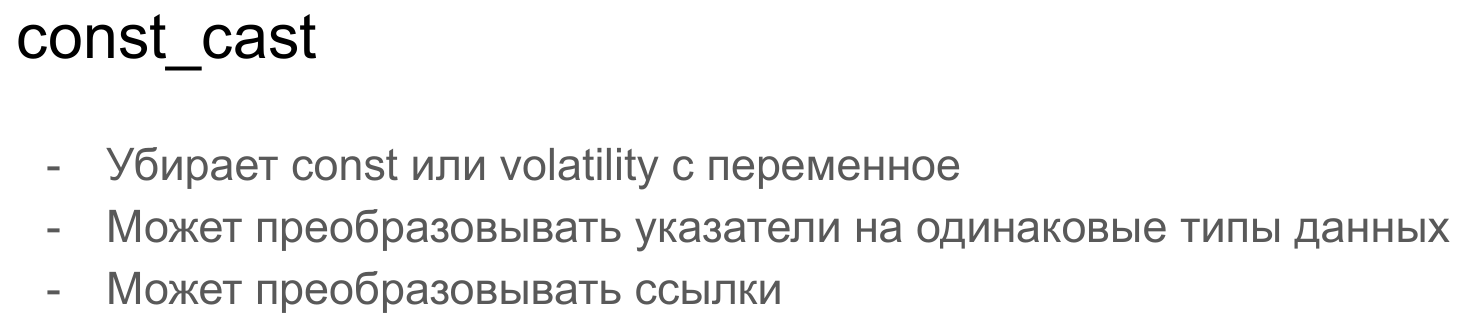 const_cast
- Убирает const или volatility с переменное
- Может преобразовывать указатели на одинаковые типы данных
- Может преобразовывать ссылки